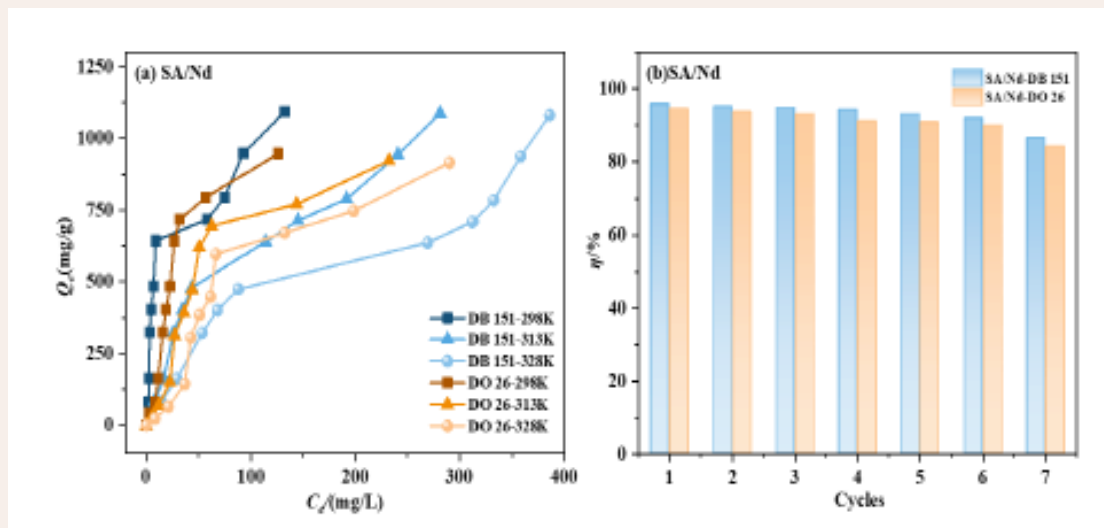 (a) SA/Nd
1250
1000
750
500
250
0
Qe(mg/g)
0 100 200 300 400
Ce/(mg/L)
DB 151-298K
DB 151-313K
DB 151-328K
DO 26-298K
DO 26-313K
DO 26-328K
(b)SA/Nd
SA/Nd-DB 151
SA/Nd-DO 26
100
80
60
40
20
0
η/%
1 2 3 4 5 6 7
Cycles